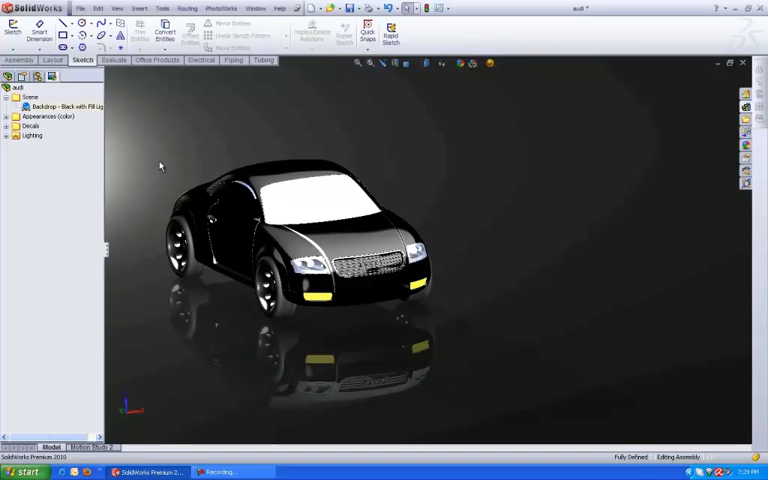 SolidWorks File Edit View Insert Tools Routing PhotoWorks Window Help audi *
Sketch Smart Dimension Trim Entities Convert Entities Offset Entities Mirror Entities Linear Sketch Pattern Move Entities Display/Delete Relations Repair Sketch Quick Snaps Rapid Sketch
Assembly Layout Sketch Evaluate Office Products Electrical Piping Tubing
audi
Scene
Backdrop - Black with Fill Lig
Appearances (color)
Decals
Lighting
Model Motion Study 2
SolidWorks Premium 2010 Fully Defined Editing Assembly
start SolidWorks Premium 2... Recording... 7:29 PM